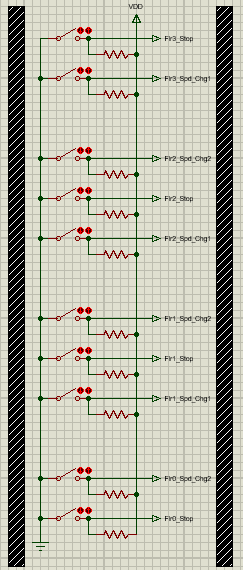 VDD
Flr3_Stop
Flr3_Spd_Chg1
Flr2_Spd_Chg2
Flr2_Stop
Flr2_Spd_Chg1
Flr1_Spd_Chg2
Flr1_Stop
Flr1_Spd_Chg1
Flr0_Spd_Chg2
Flr0_Stop